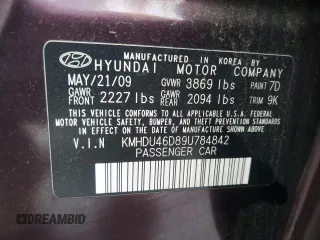 MANUFACTURED IN KOREA BY
HYUNDAI MOTOR COMPANY
MAY/21/09 GVWR 3869 lbs PAINT 7D
GAWR FRONT 2227 lbs GAWR REAR 2094 lbs TRIM 9K
THIS VEHICLE CONFORMS TO ALL APPLICABLE
FEDERAL MOTOR VEHICLE SAFETY, BUMPER,
AND THEFT PREVENTION STANDARDS IN EFFECT
ON THE DATE OF MANUFACTURE SHOWN ABOVE.
V.I.N KMHDU46D89U784842
PASSENGER CAR
DREAMBID